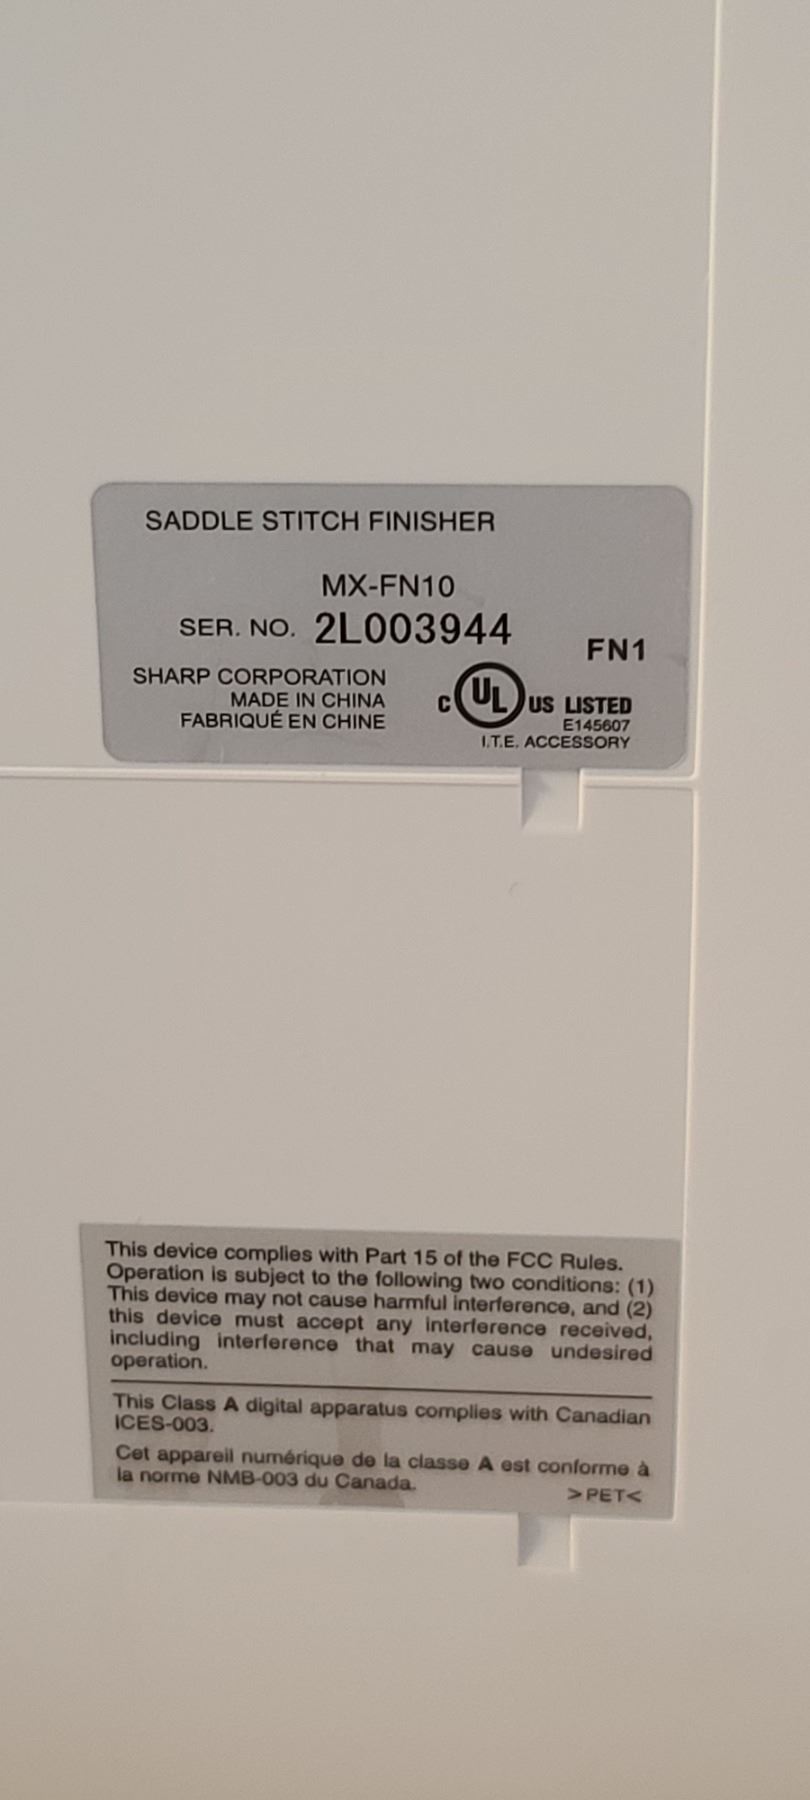 SADDLE STITCH FINISHER
MX-FN10
SER. NO. 2L003944
FN1
SHARP CORPORATION
MADE IN CHINA
FABRIQUÉ EN CHINE
C UL US LISTED
E145607
I.T.E. ACCESSORY
This device complies with Part 15 of the FCC Rules.
Operation is subject to the following two conditions: (1)
This device may not cause harmful interference, and (2)
this device must accept any interference received,
including interference that may cause undesired
operation.
This Class A digital apparatus complies with Canadian
ICES-003.
Cet appareil numérique de la classe A est conforme à
la norme NMB-003 du Canada.
>PET<